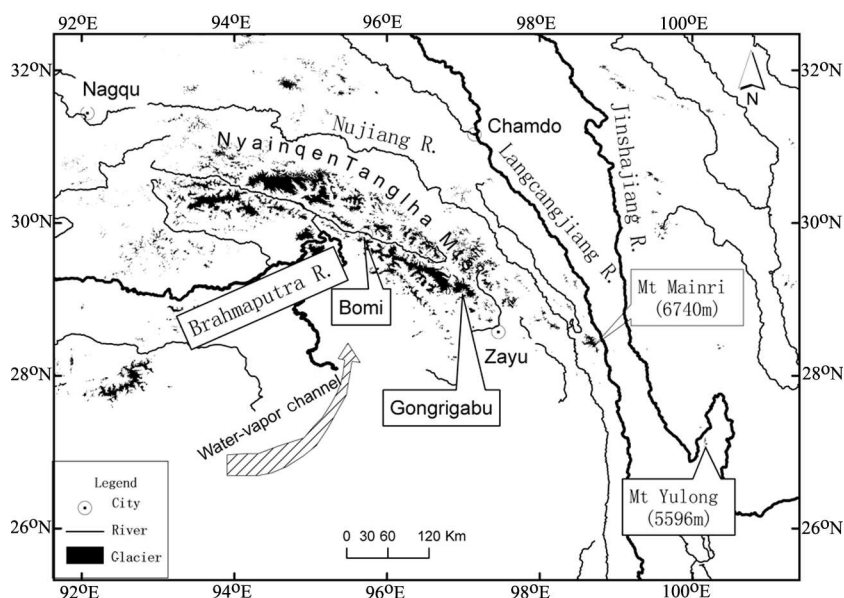 92°E 94°E 96°E 98°E 100°E
32°N 32°N
Nagqu
Chamdo
N
Nujiang R.
Jinshajiang R.
Langcangjiang R.
NyainqenTanglha Mt
30°N 30°N
Brahmaputra R.
Bomi
Mt Mainri
(6740m)
Zayu
28°N 28°N
Gongrigabu
Water-vapor channel
Mt Yulong
(5596m)
Legend
City
River
Glacier
26°N 26°N
0 30 60 120 Km
92°E 94°E 96°E 98°E 100°E